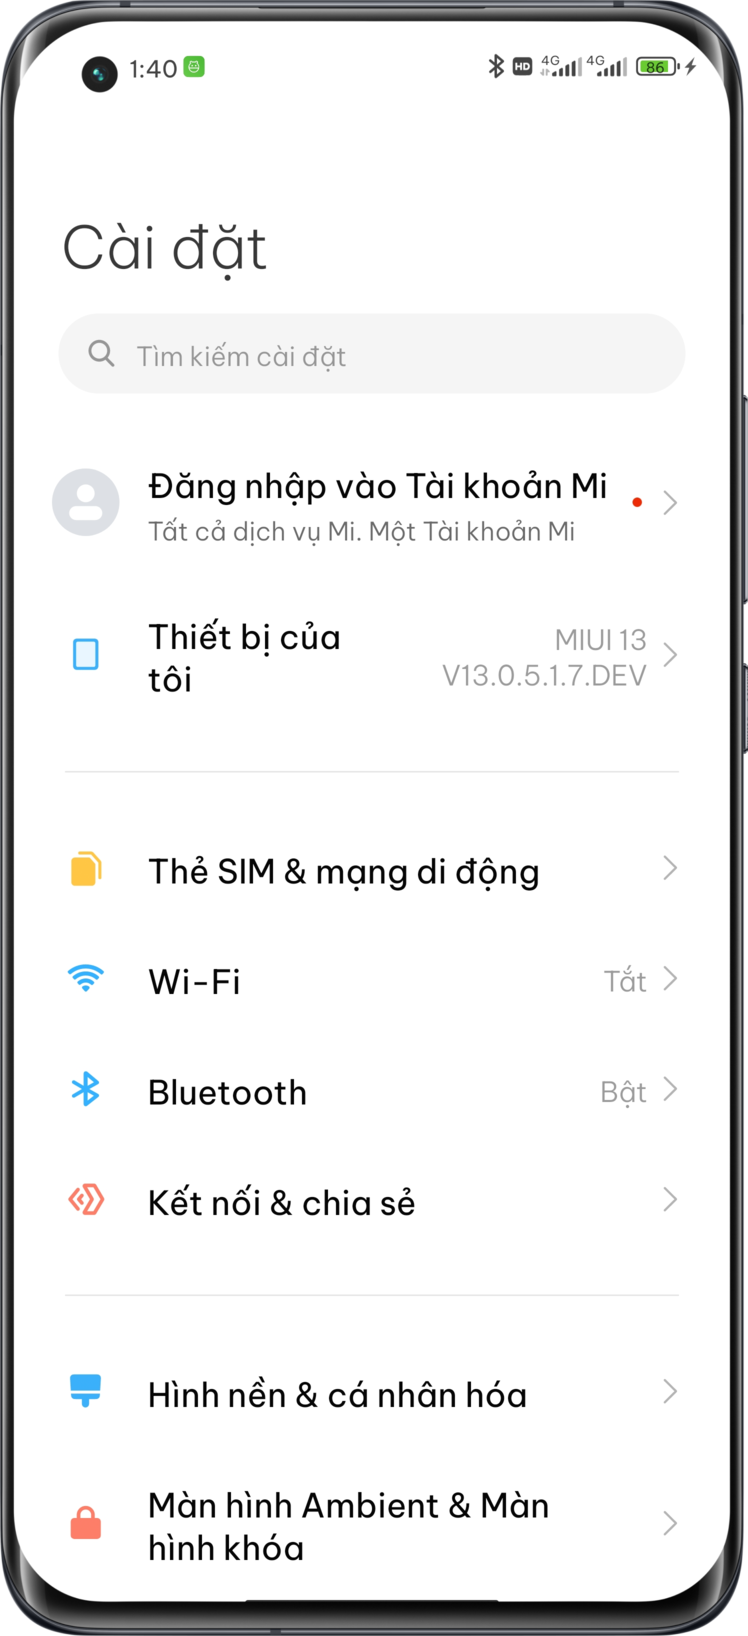 1:40 HD 4G 4G 86
Cài đặt
Tìm kiếm cài đặt
Đăng nhập vào Tài khoản Mi
Tất cả dịch vụ Mi. Một Tài khoản Mi
Thiết bị của
tôi
MIUI 13
V13.0.5.1.7.DEV
Thẻ SIM & mạng di động
Wi-Fi Tắt
Bluetooth Bật
Kết nối & chia sẻ
Hình nền & cá nhân hóa
Màn hình Ambient & Màn
hình khóa